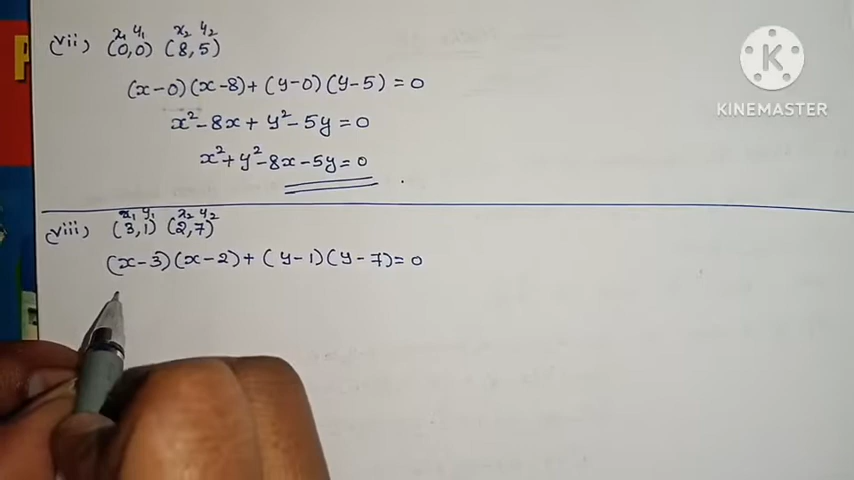 x₁ y₁ x₂ y₂
vii) (0,0) (8,5)
(x-0)(x-8)+(y-0)(y-5)=0
x²-8x+y²-5y=0
x²+y²-8x-5y=0
x₁ y₁ x₂ y₂
viii) (3,1) (2,7)
(x-3)(x-2)+(y-1)(y-7)=0
K
KINEMASTER